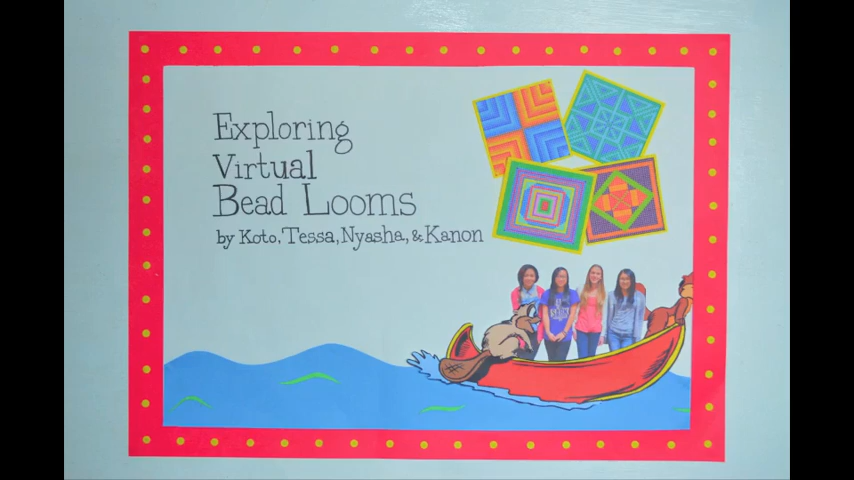 Exploring
Virtual
Bead Looms
by Koto, Tessa, Nyasha, & Kanon